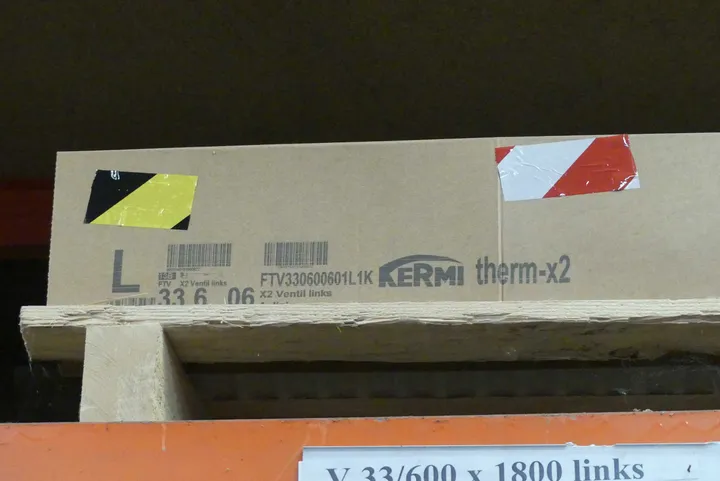 L
FTV X2 Ventil links
33 6 06
FTV330600601L1K
X2 Ventil links
KERMI therm-x2
V 33/600 x 1800 links